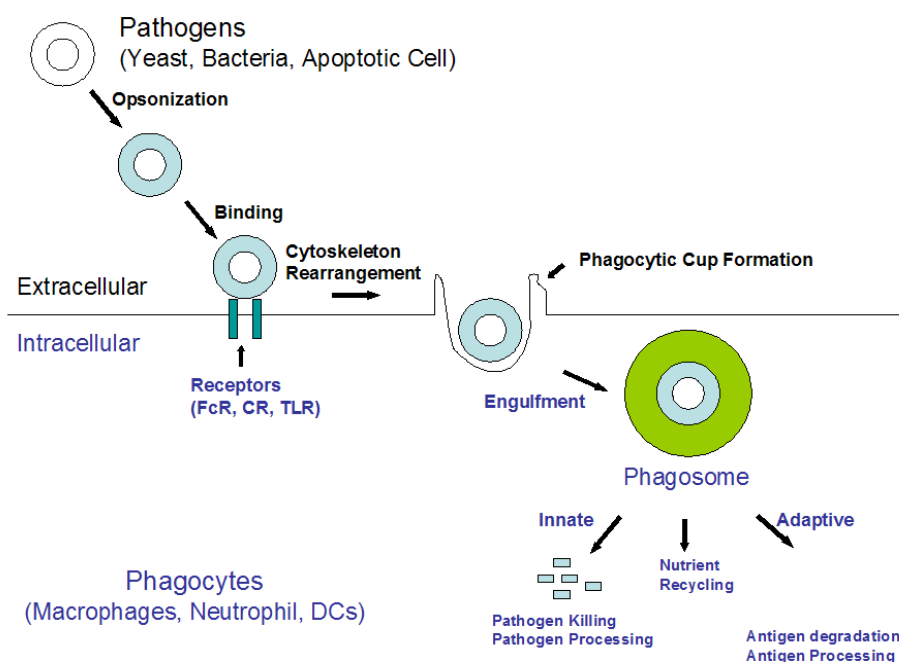 Pathogens
(Yeast, Bacteria, Apoptotic Cell)
Opsonization
Binding
Cytoskeleton
Rearrangement
Phagocytic Cup Formation
Extracellular
Intracellular
Receptors
(FcR, CR, TLR)
Engulfment
Phagosome
Innate
Adaptive
Nutrient
Recycling
Phagocytes
(Macrophages, Neutrophil, DCs)
Pathogen Killing
Pathogen Processing
Antigen degradation
Antigen Processing